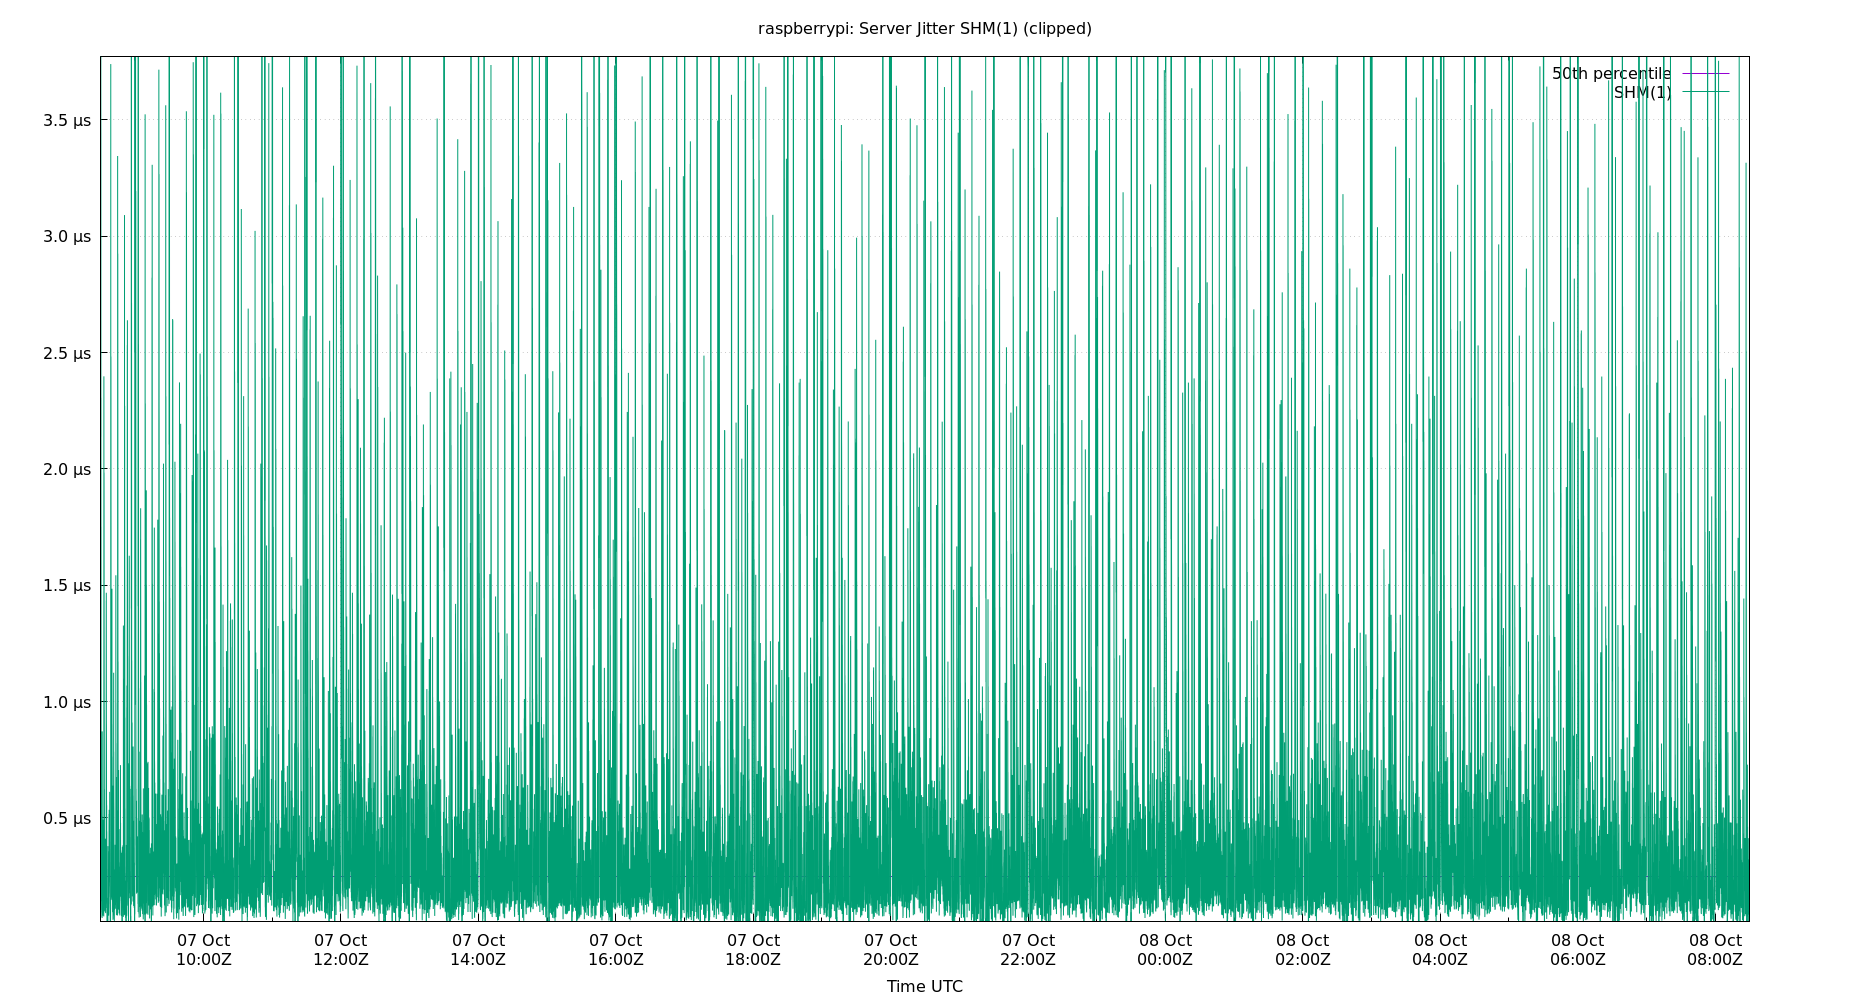 raspberrypi: Server Jitter SHM(1) (clipped)
50th percentile
SHM(1)
3.5 µs
3.0 µs
2.5 µs
2.0 µs
1.5 µs
1.0 µs
0.5 µs
07 Oct 07 Oct 07 Oct 07 Oct 07 Oct 07 Oct 07 Oct 08 Oct 08 Oct 08 Oct 08 Oct 08 Oct
10:00Z 12:00Z 14:00Z 16:00Z 18:00Z 20:00Z 22:00Z 00:00Z 02:00Z 04:00Z 06:00Z 08:00Z
Time UTC